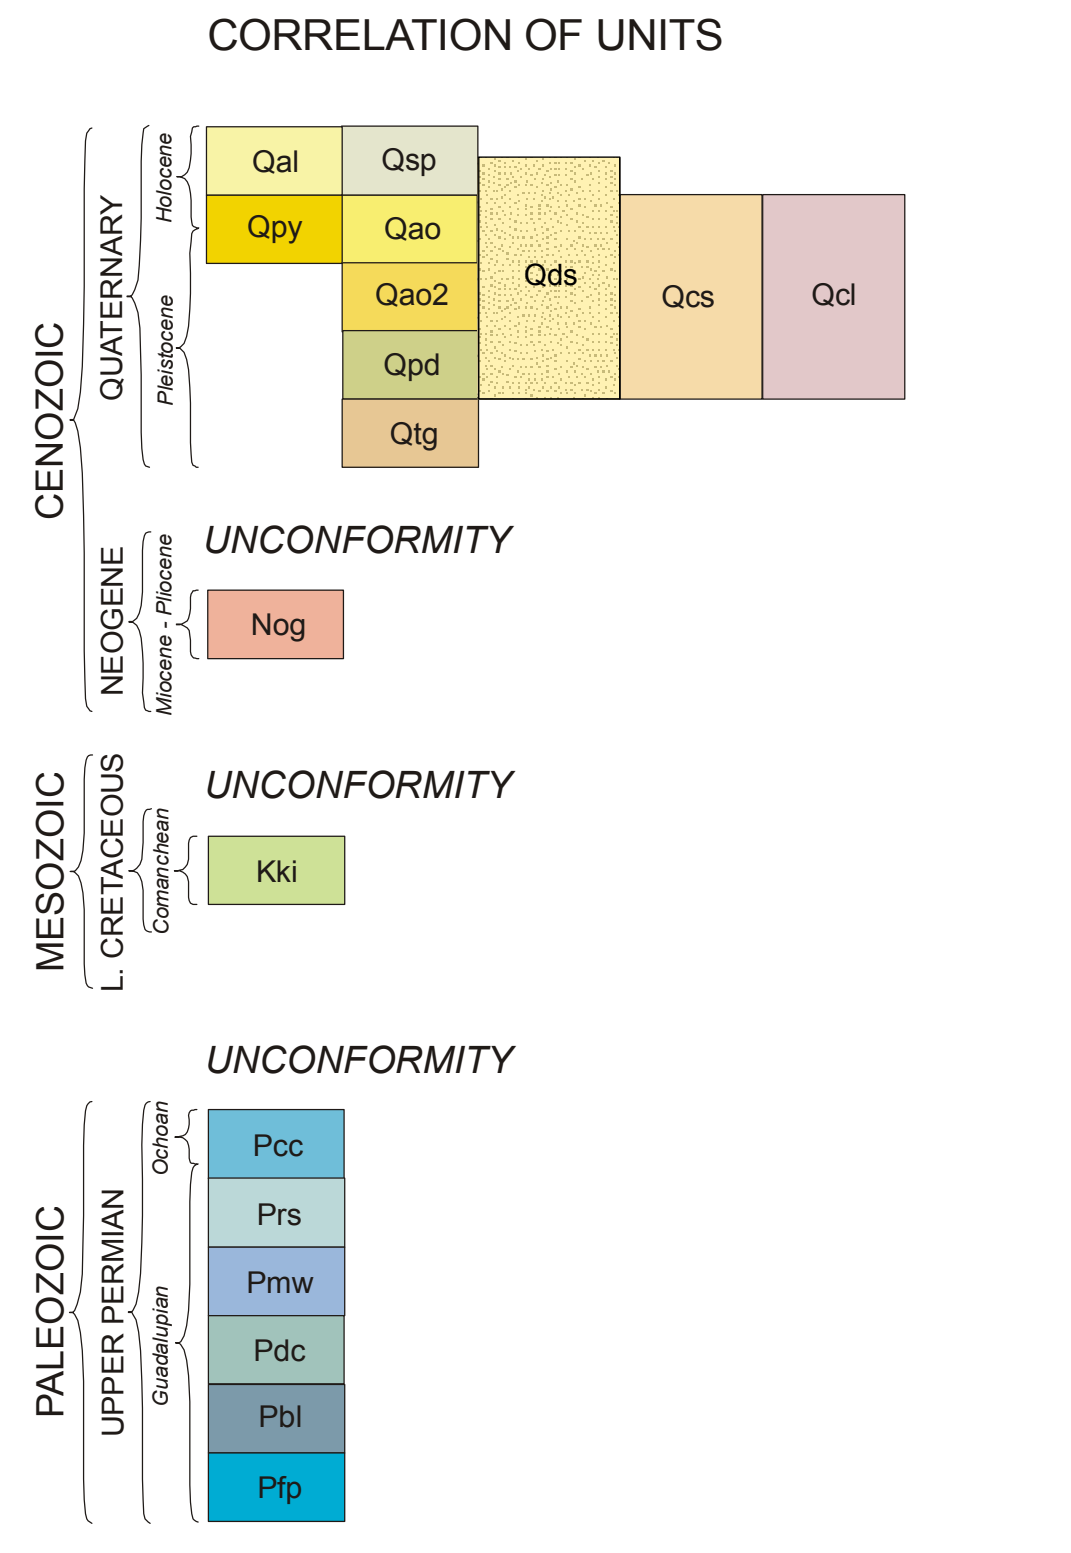 CORRELATION OF UNITS
CENOZOIC
QUATERNARY
Holocene
Pleistocene
Qal
Qsp
Qpy
Qao
Qao2
Qpd
Qtg
Qds
Qcs
Qcl
UNCONFORMITY
NEOGENE
Miocene - Pliocene
Nog
UNCONFORMITY
MESOZOIC
L. CRETACEOUS
Comanchean
Kki
UNCONFORMITY
PALEOZOIC
UPPER PERMIAN
Ochoan
Guadalupian
Pcc
Prs
Pmw
Pdc
Pbl
Pfp